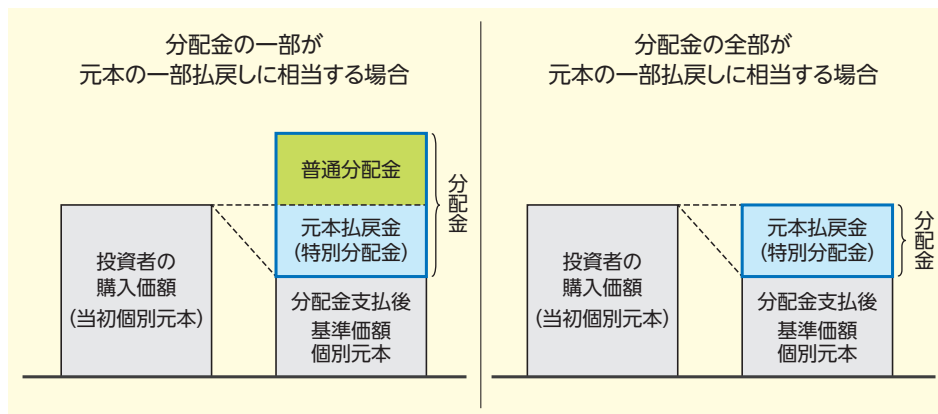 分配金の一部が
元本の一部払戻しに相当する場合
普通分配金
元本払戻金
(特別分配金)
分配金
投資者の
購入価額
(当初個別元本)
分配金支払後
基準価額
個別元本
分配金の全部が
元本の一部払戻しに相当する場合
元本払戻金
(特別分配金)
分配金
投資者の
購入価額
(当初個別元本)
分配金支払後
基準価額
個別元本